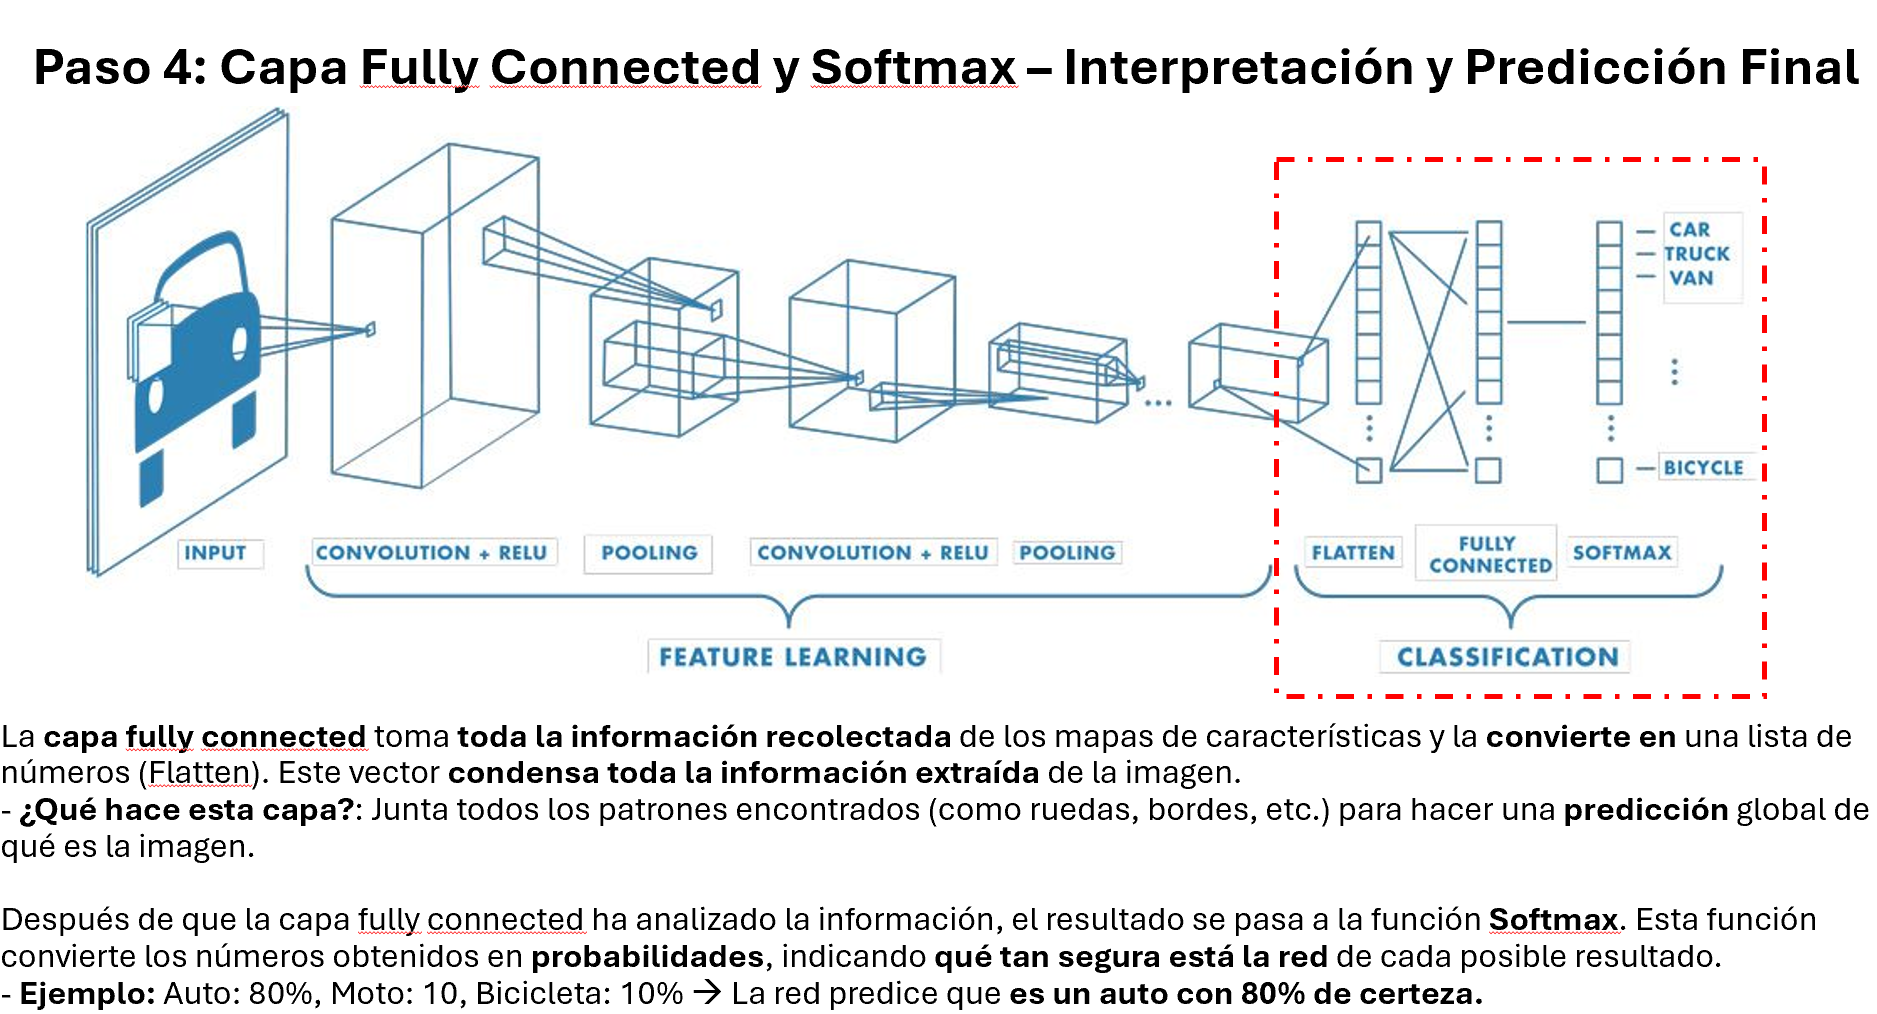 Paso 4: Capa Fully Connected y Softmax – Interpretación y Predicción Final
CAR
TRUCK
VAN
BICYCLE
INPUT
CONVOLUTION + RELU
POOLING
CONVOLUTION + RELU
POOLING
FLATTEN
FULLY
CONNECTED
SOFTMAX
FEATURE LEARNING
CLASSIFICATION
La capa fully connected toma toda la información recolectada de los mapas de características y la convierte en una lista de
números (Flatten). Este vector condensa toda la información extraída de la imagen.
- ¿Qué hace esta capa?: Junta todos los patrones encontrados (como ruedas, bordes, etc.) para hacer una predicción global de
qué es la imagen.
Después de que la capa fully connected ha analizado la información, el resultado se pasa a la función Softmax. Esta función
convierte los números obtenidos en probabilidades, indicando qué tan segura está la red de cada posible resultado.
- Ejemplo: Auto: 80%, Moto: 10, Bicicleta: 10% → La red predice que es un auto con 80% de certeza.